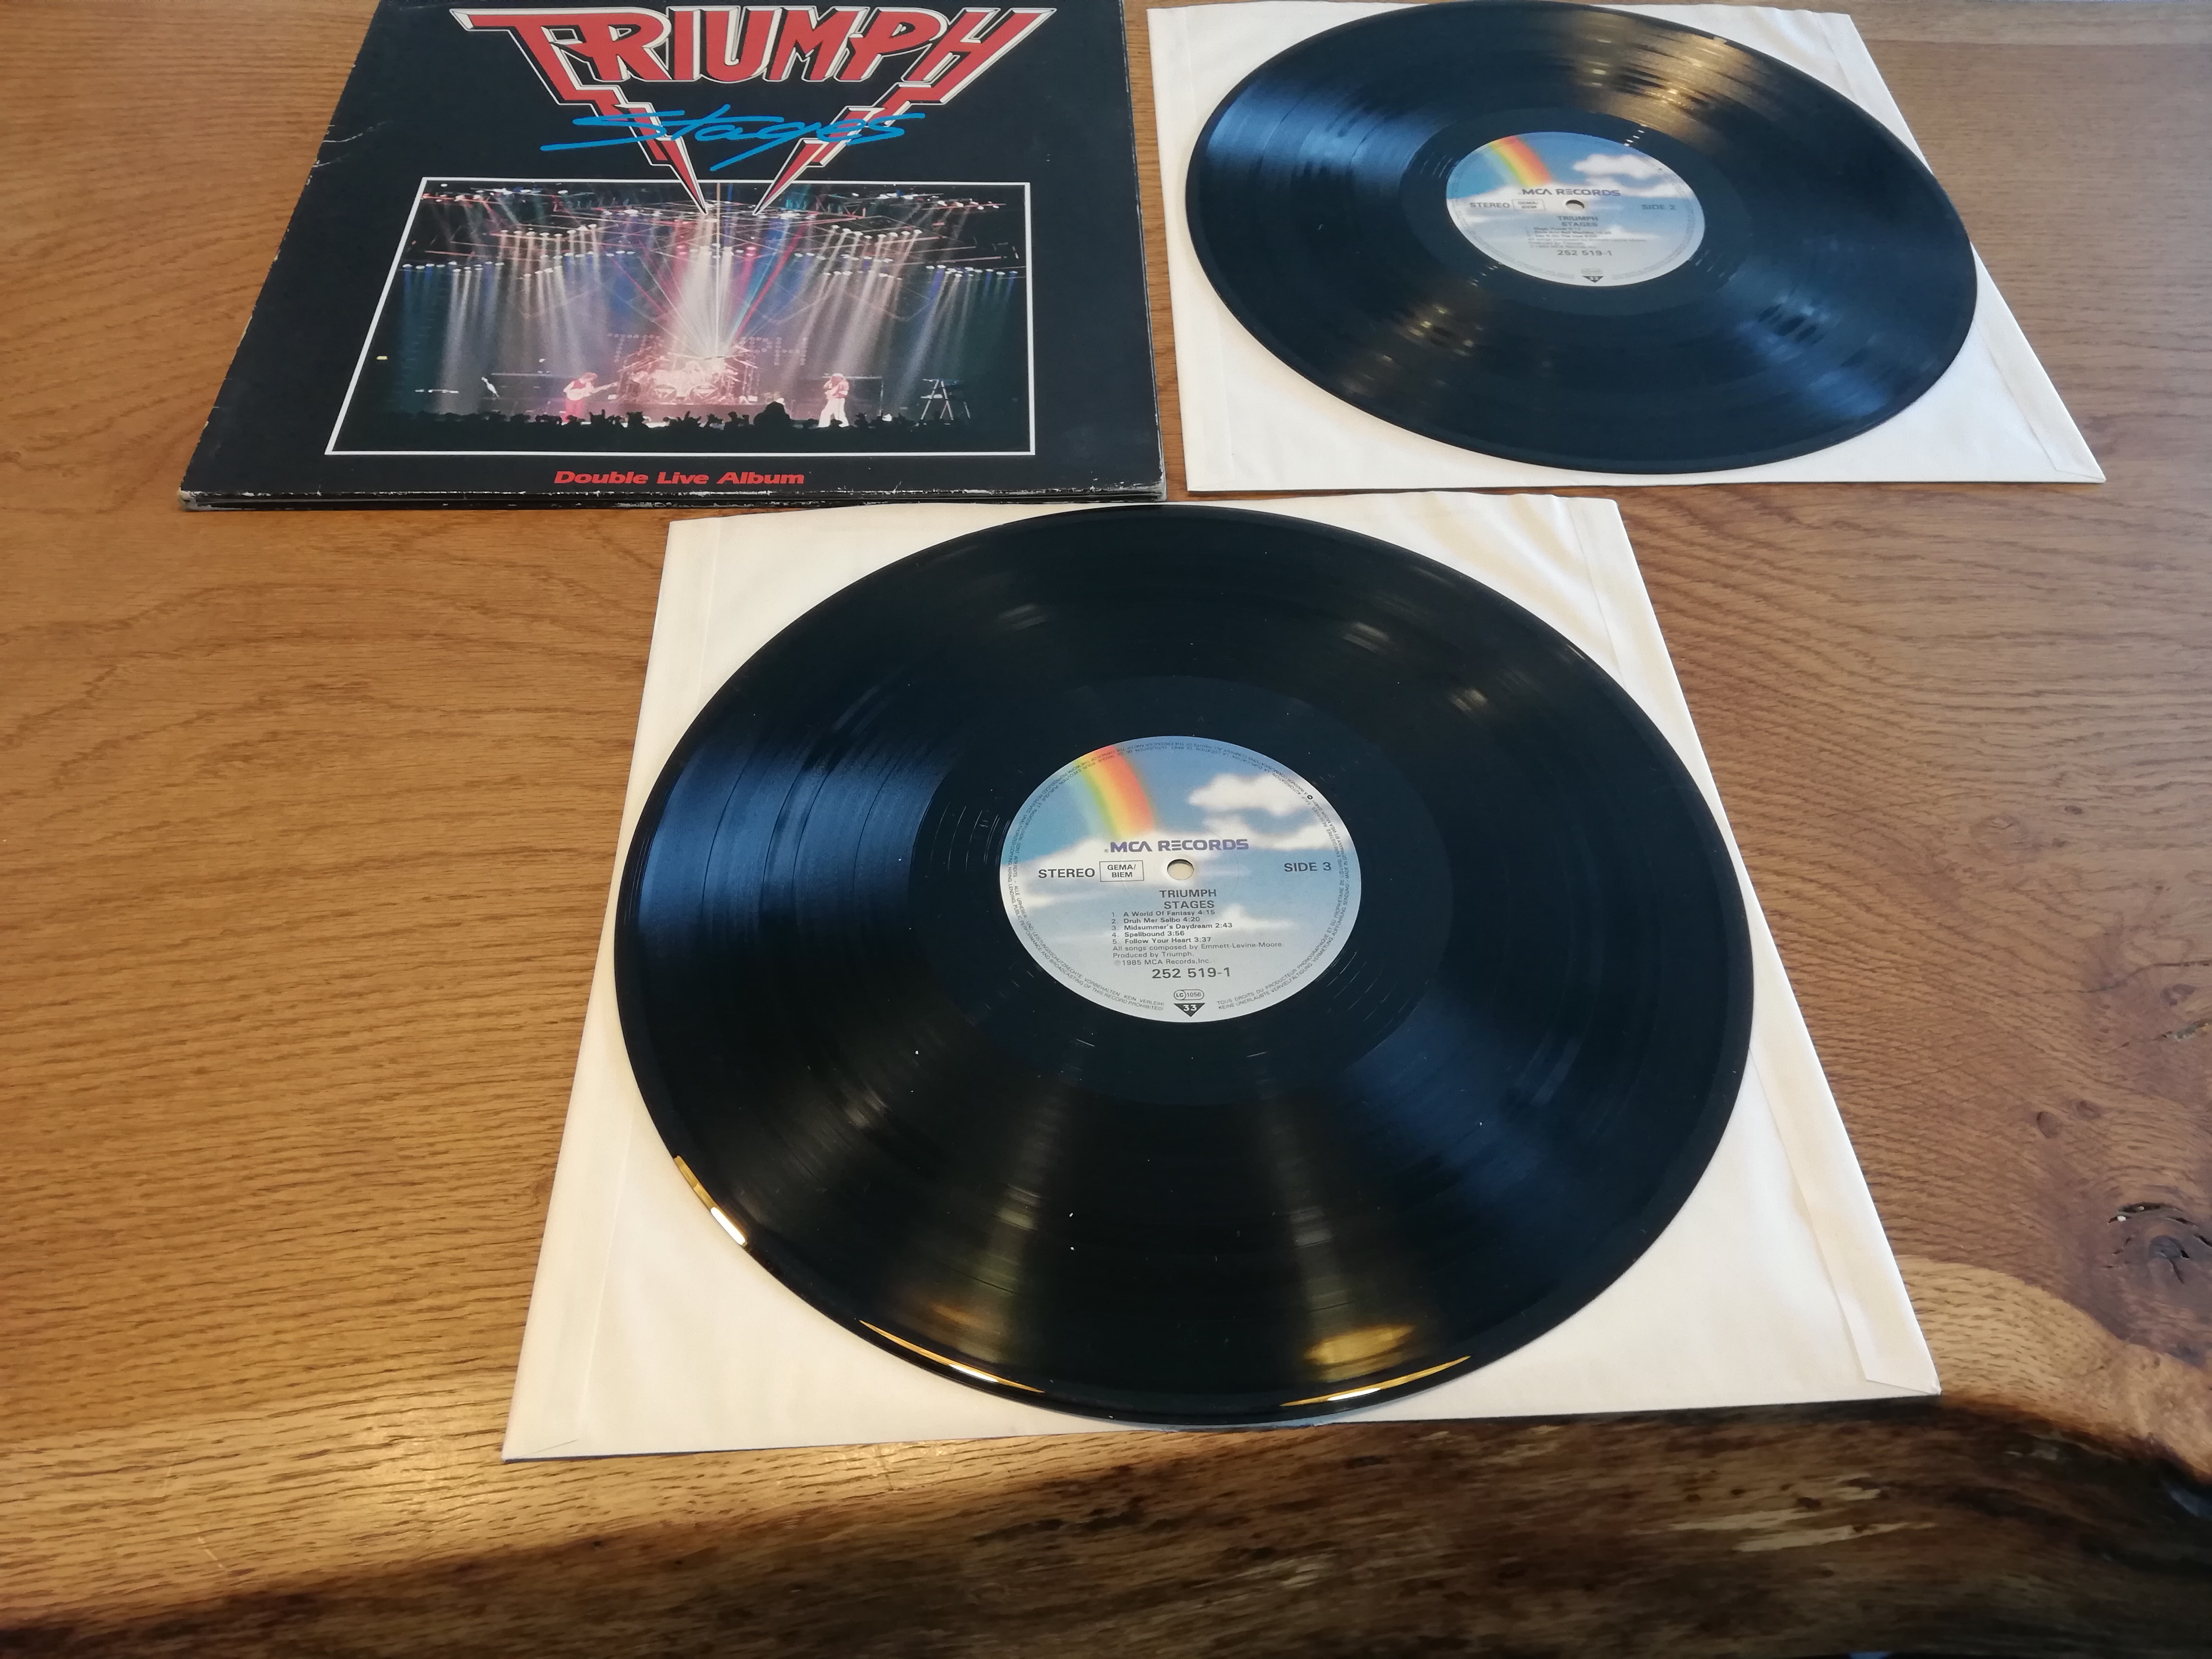 TRIUMPH
Stages
Double Live Album
MCA RECORDS
STEREO
GEMA/
BIEM
SIDE 2
TRIUMPH
STAGES
252 519-1
MCA RECORDS
STEREO
GEMA/
BIEM
SIDE 3
TRIUMPH
STAGES
1. A World Of Fantasy 4:15
2. Druh Mer Selbo 4:20
3. Midsummer's Daydream 2:43
4. Spellbound 3:56
5. Follow Your Heart 3:37
All songs composed by Emmett-Levine-Moore.
Produced by Triumph.
℗1985 MCA Records, Inc.
252 519-1
LC 1056
33